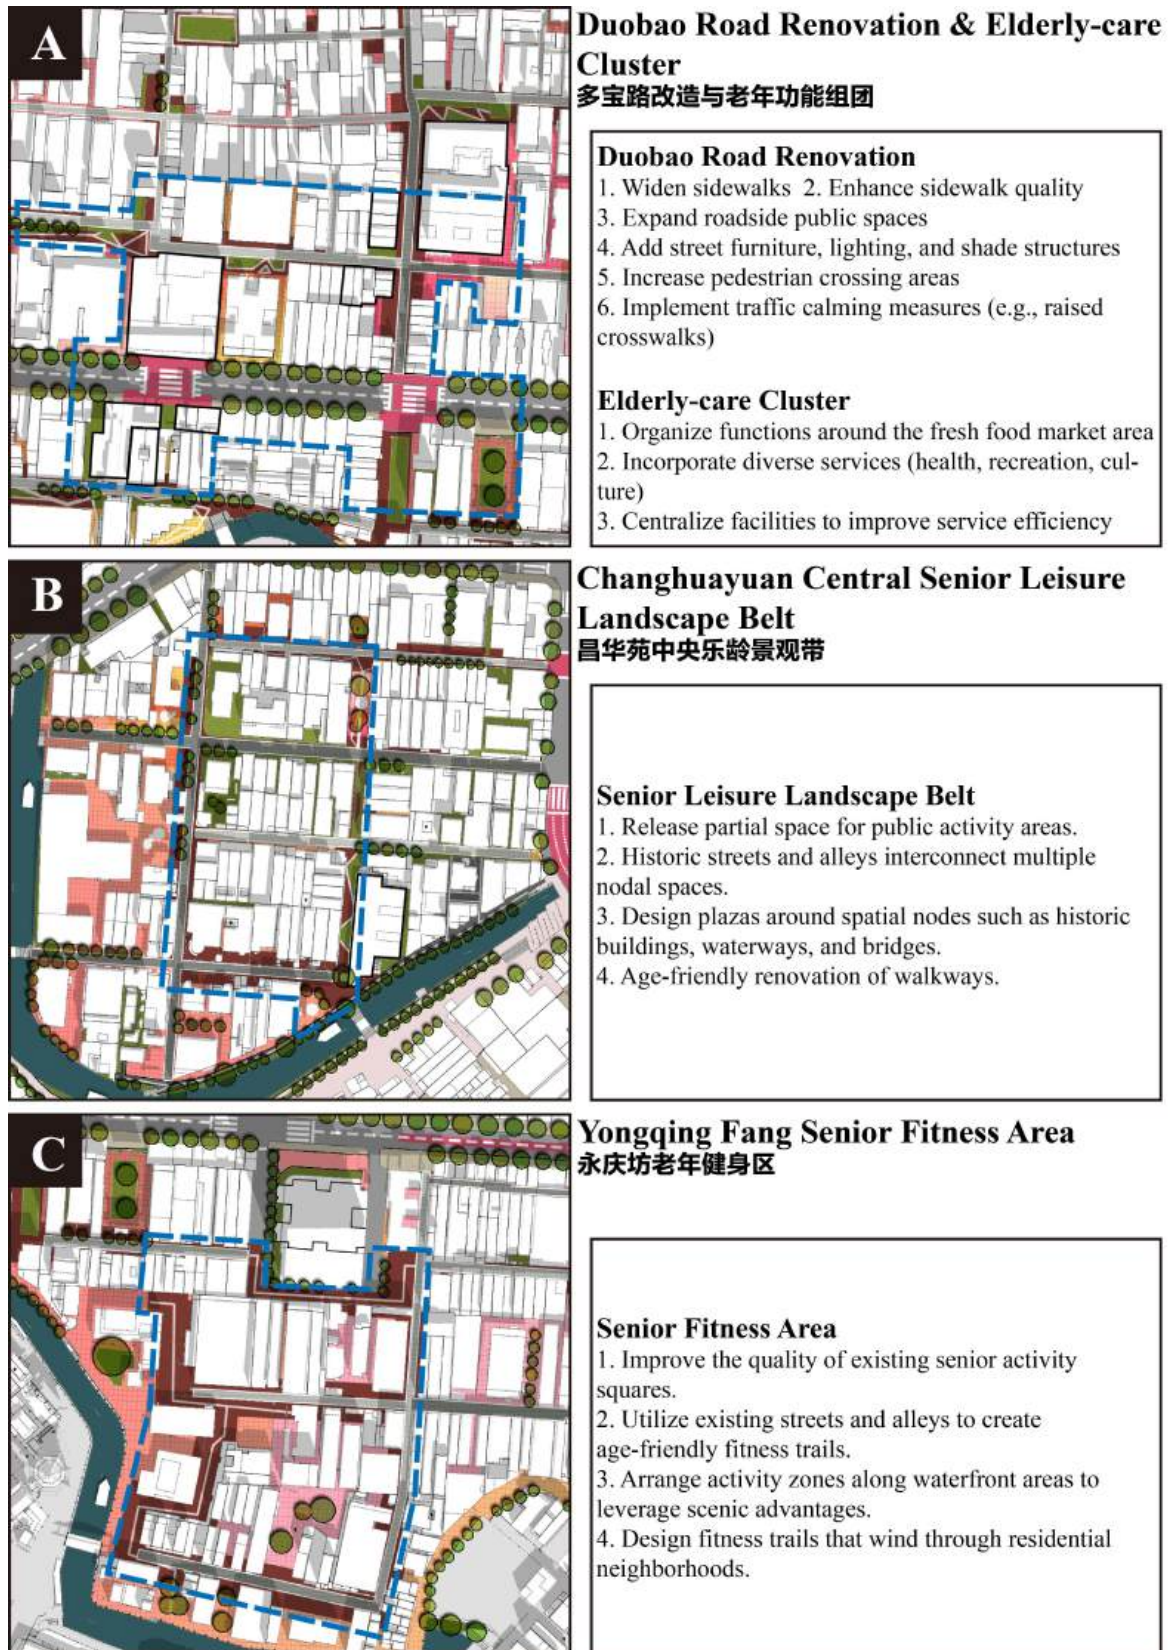 A
Duobao Road Renovation & Elderly-care
Cluster
多宝路改造与老年功能组团
Duobao Road Renovation
1. Widen sidewalks 2. Enhance sidewalk quality
3. Expand roadside public spaces
4. Add street furniture, lighting, and shade structures
5. Increase pedestrian crossing areas
6. Implement traffic calming measures (e.g., raised
crosswalks)
Elderly-care Cluster
1. Organize functions around the fresh food market area
2. Incorporate diverse services (health, recreation, cul-
ture)
3. Centralize facilities to improve service efficiency
B
Changhuayuan Central Senior Leisure
Landscape Belt
昌华苑中央乐龄景观带
Senior Leisure Landscape Belt
1. Release partial space for public activity areas.
2. Historic streets and alleys interconnect multiple
nodal spaces.
3. Design plazas around spatial nodes such as historic
buildings, waterways, and bridges.
4. Age-friendly renovation of walkways.
C
Yongqing Fang Senior Fitness Area
永庆坊老年健身区
Senior Fitness Area
1. Improve the quality of existing senior activity
squares.
2. Utilize existing streets and alleys to create
age-friendly fitness trails.
3. Arrange activity zones along waterfront areas to
leverage scenic advantages.
4. Design fitness trails that wind through residential
neighborhoods.